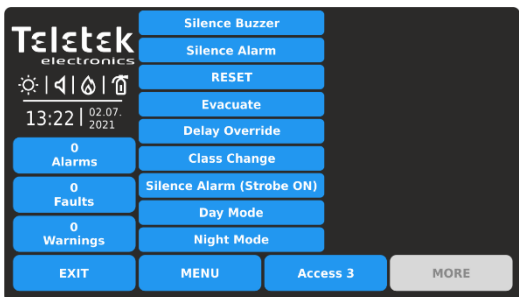 Teletek
electronics
13:22 02.07.
2021
0
Alarms
0
Faults
0
Warnings
Silence Buzzer
Silence Alarm
RESET
Evacuate
Delay Override
Class Change
Silence Alarm (Strobe ON)
Day Mode
Night Mode
EXIT
MENU
Access 3
MORE